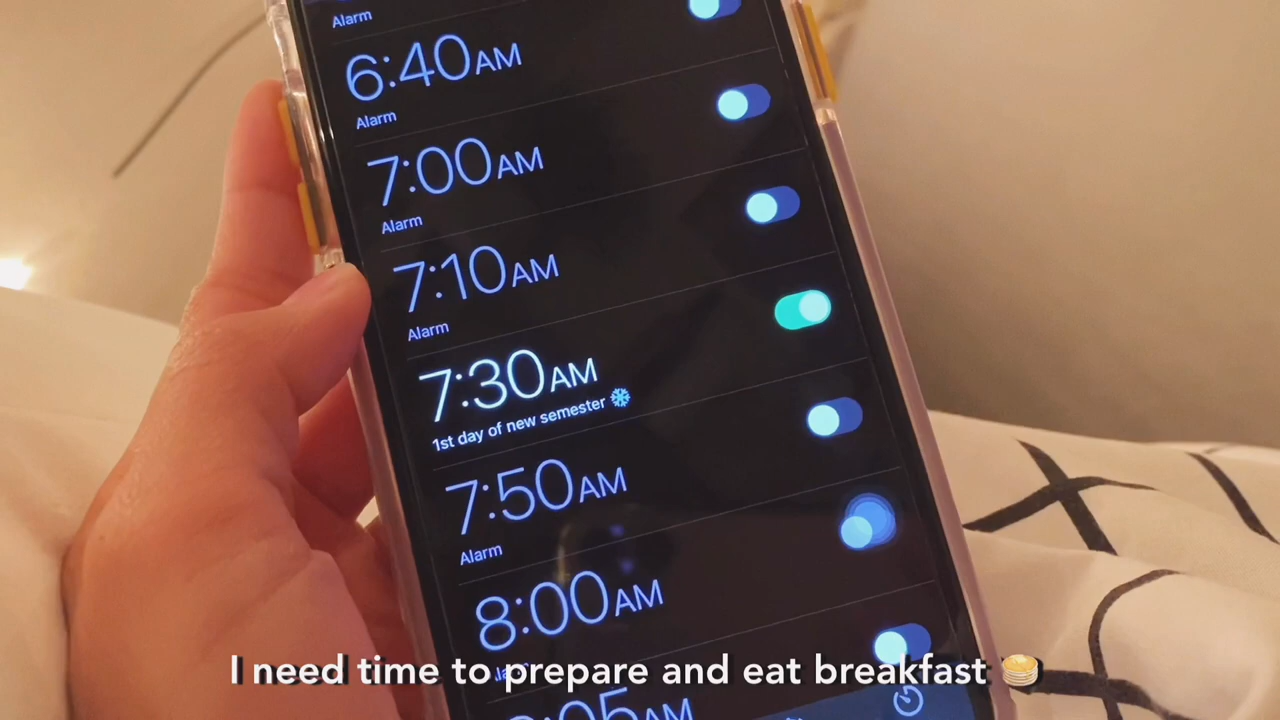 Alarm
6:40AM
Alarm
7:00AM
Alarm
7:10AM
Alarm
7:30AM
1st day of new semester ❄
7:50AM
Alarm
8:00AM
I need time to prepare and eat breakfast 🥞